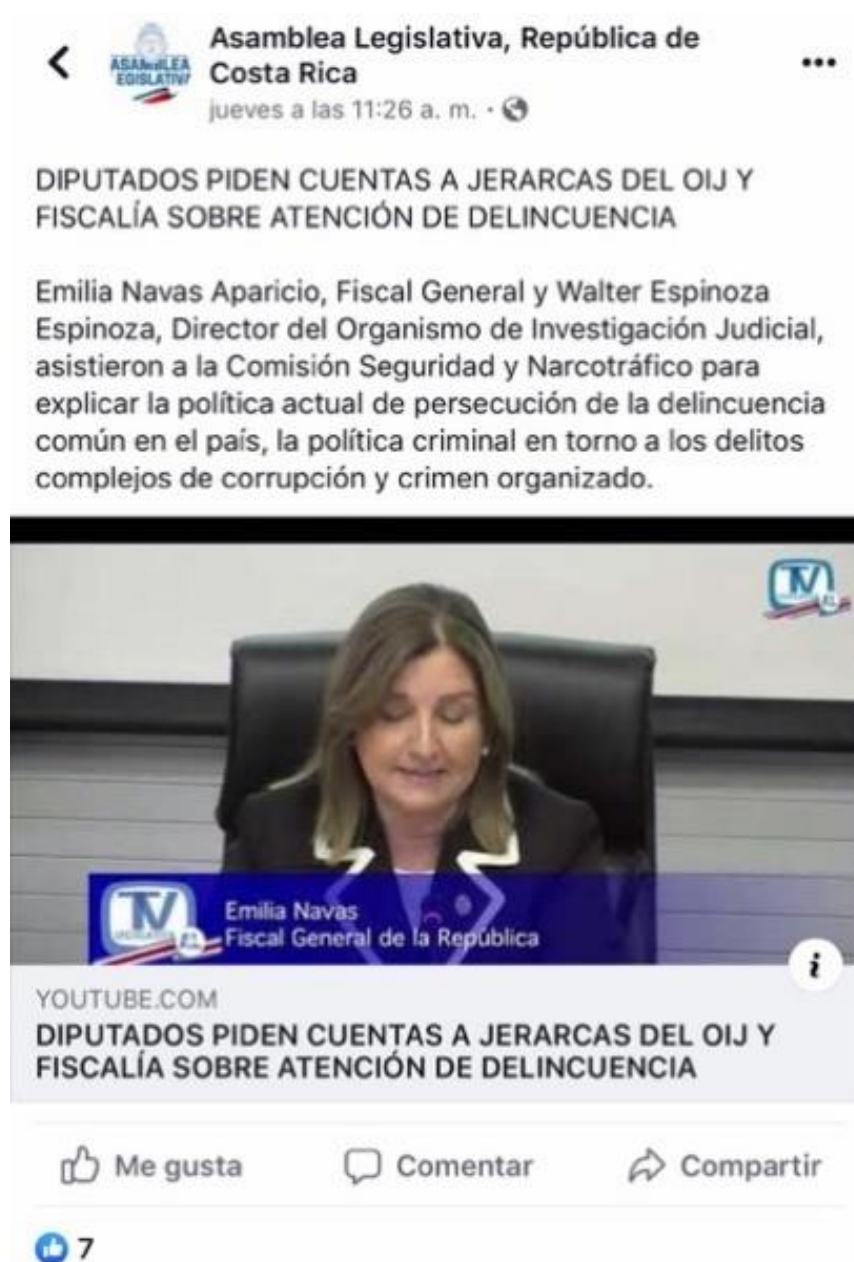 Asamblea Legislativa, República de
Costa Rica
jueves a las 11:26 a. m. ·
ASAMBLEA
DIPUTADOS PIDEN CUENTAS A JERARCAS DEL OIJ Y
FISCALÍA SOBRE ATENCIÓN DE DELINCUENCIA
Emilia Navas Aparicio, Fiscal General y Walter Espinoza
Espinoza, Director del Organismo de Investigación Judicial,
asistieron a la Comisión Seguridad y Narcotráfico para
explicar la política actual de persecución de la delincuencia
común en el país, la política criminal en torno a los delitos
complejos de corrupción y crimen organizado.
TV
TV
Emilia Navas
Fiscal General de la República
YOUTUBE.COM
DIPUTADOS PIDEN CUENTAS A JERARCAS DEL OIJ Y
FISCALÍA SOBRE ATENCIÓN DE DELINCUENCIA
Me gusta
Comentar
Compartir
7